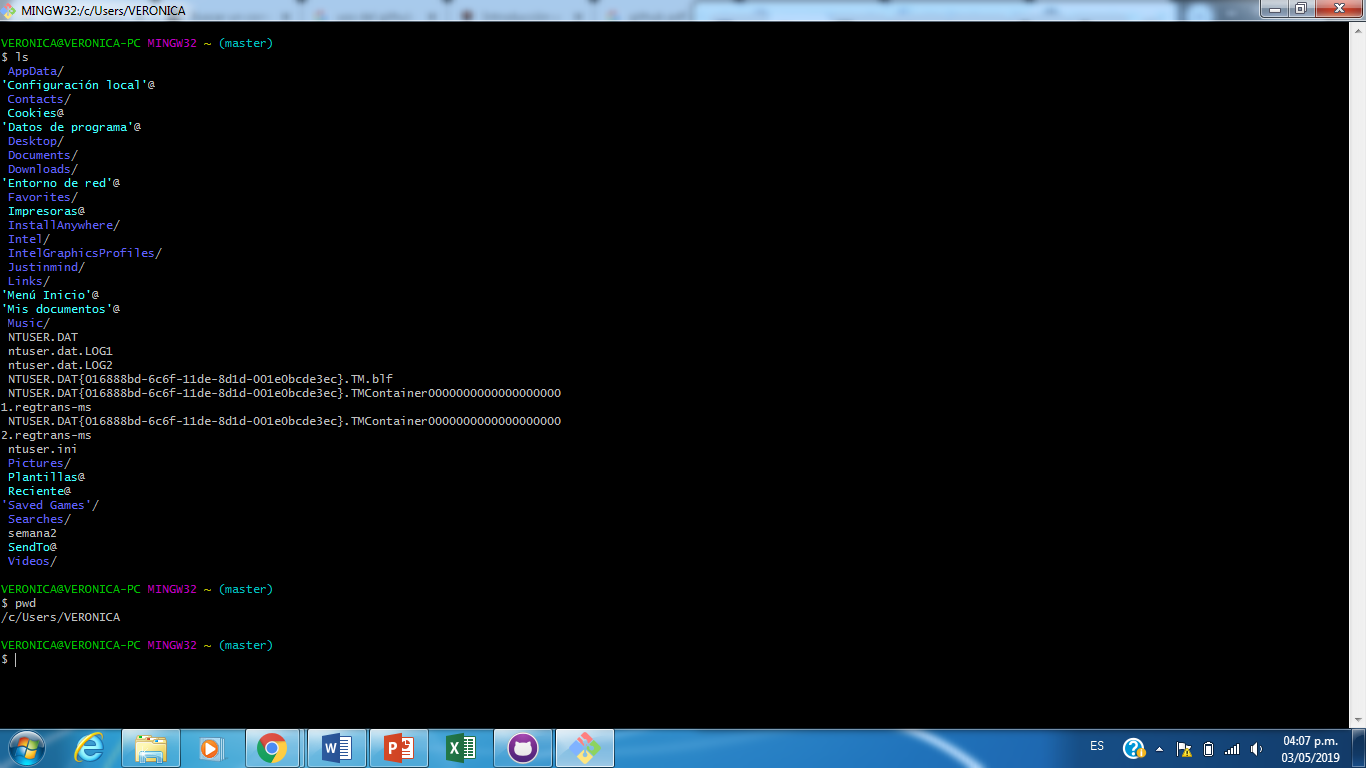 MINGW32:/c/Users/VERONICA
VERONICA@VERONICA-PC MINGW32 ~ (master)
$ ls
AppData/
'Configuración local'@
Contacts/
Cookies@
'Datos de programa'@
Desktop/
Documents/
Downloads/
'Entorno de red'@
Favorites/
Impresoras@
InstallAnywhere/
Intel/
IntelGraphicsProfiles/
Justinmind/
Links/
'Menú Inicio'@
'Mis documentos'@
Music/
NTUSER.DAT
ntuser.dat.LOG1
ntuser.dat.LOG2
NTUSER.DAT{016888bd-6c6f-11de-8d1d-001e0bcde3ec}.TM.blf
NTUSER.DAT{016888bd-6c6f-11de-8d1d-001e0bcde3ec}.TMContainer0000000000000000000
1.regtrans-ms
NTUSER.DAT{016888bd-6c6f-11de-8d1d-001e0bcde3ec}.TMContainer0000000000000000000
2.regtrans-ms
ntuser.ini
Pictures/
Plantillas@
Reciente@
'Saved Games'/
Searches/
semana2
SendTo@
Videos/
VERONICA@VERONICA-PC MINGW32 ~ (master)
$ pwd
/c/Users/VERONICA
VERONICA@VERONICA-PC MINGW32 ~ (master)
$
ES
04:07 p.m.
03/05/2019